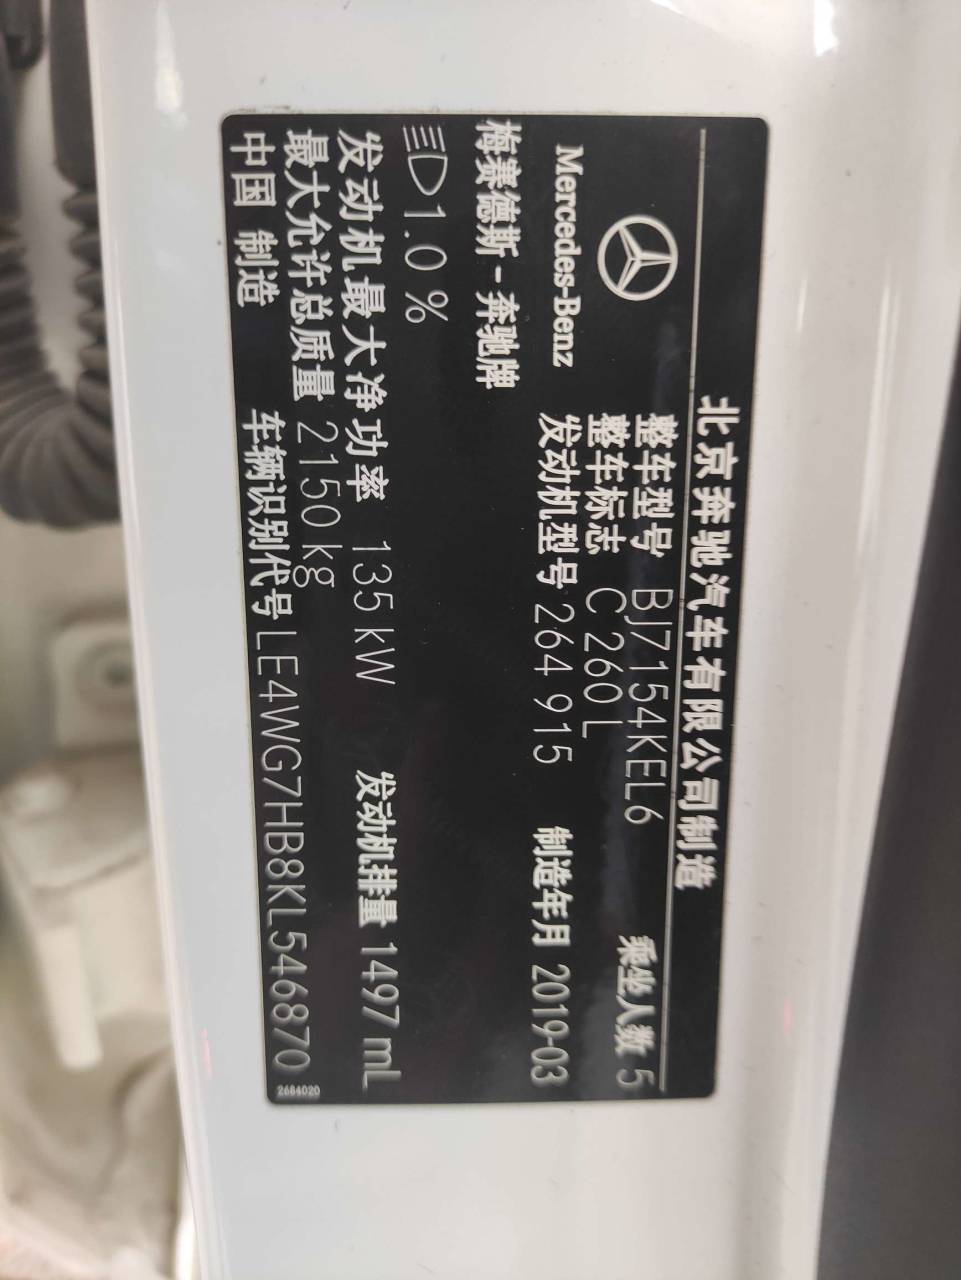 北京奔驰汽车有限公司制造
Mercedes-Benz
整车型号 BJ7154KEL6 乘坐人数 5
整车标志 C 260 L
发动机型号 264 915 制造年月 2019-03
梅赛德斯-奔驰牌
1.0 %
发动机最大净功率 135 kW 发动机排量 1497 mL
最大允许总质量 2150 kg
中国 制造 车辆识别代号 LE4WG7HB8KL546870
2684020